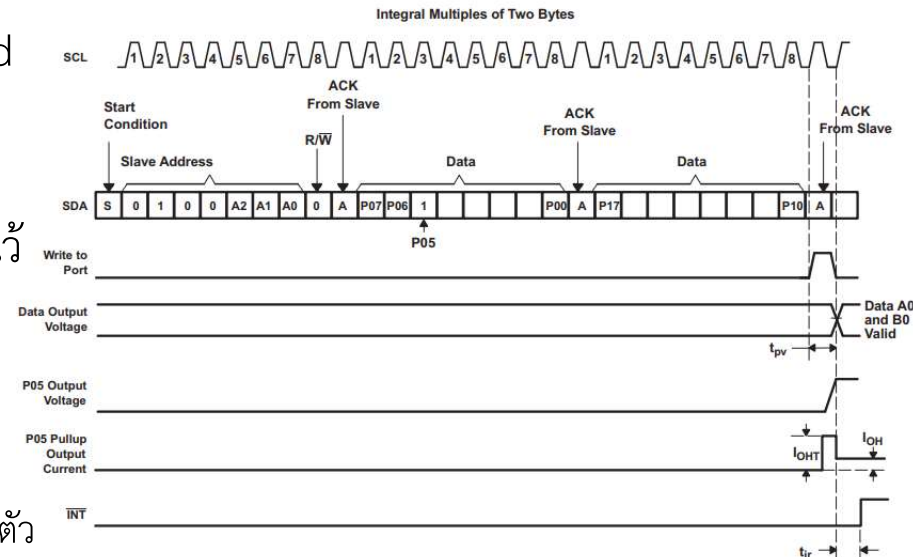 Integral Multiples of Two Bytes
d
SCL 1 2 3 4 5 6 7 8 1 2 3 4 5 6 7 8 1 2 3 4 5 6 7 8
Start
Condition
ACK
From Slave
ACK
From Slave
ACK
From Slave
R/W̅
Slave Address
Data
Data
SDA S 0 1 0 0 A2 A1 A0 0 A P07 P06 1 P00 A P17 P10 A
P05
ว้
Write to
Port
Data Output
Voltage
Data A0
and B0
Valid
tpv
P05 Output
Voltage
P05 Pullup
Output
Current
IOHT
IOH
I̅N̅T̅
ตัว
tir